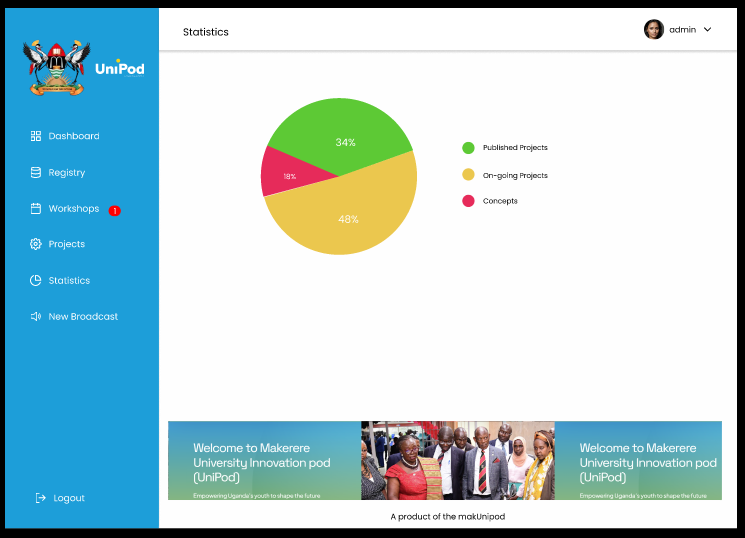 Statistics
admin
UniPod
Dashboard
Registry
Workshops 1
Projects
Statistics
New Broadcast
Logout
34%
18%
48%
Published Projects
On-going Projects
Concepts
Welcome to Makerere
University Innovation pod
(UniPod)
Empowering Uganda's youth to shape the future
Welcome to Makerere
University Innovation pod
(UniPod)
Empowering Uganda's youth to shape the future
A product of the makUnipod